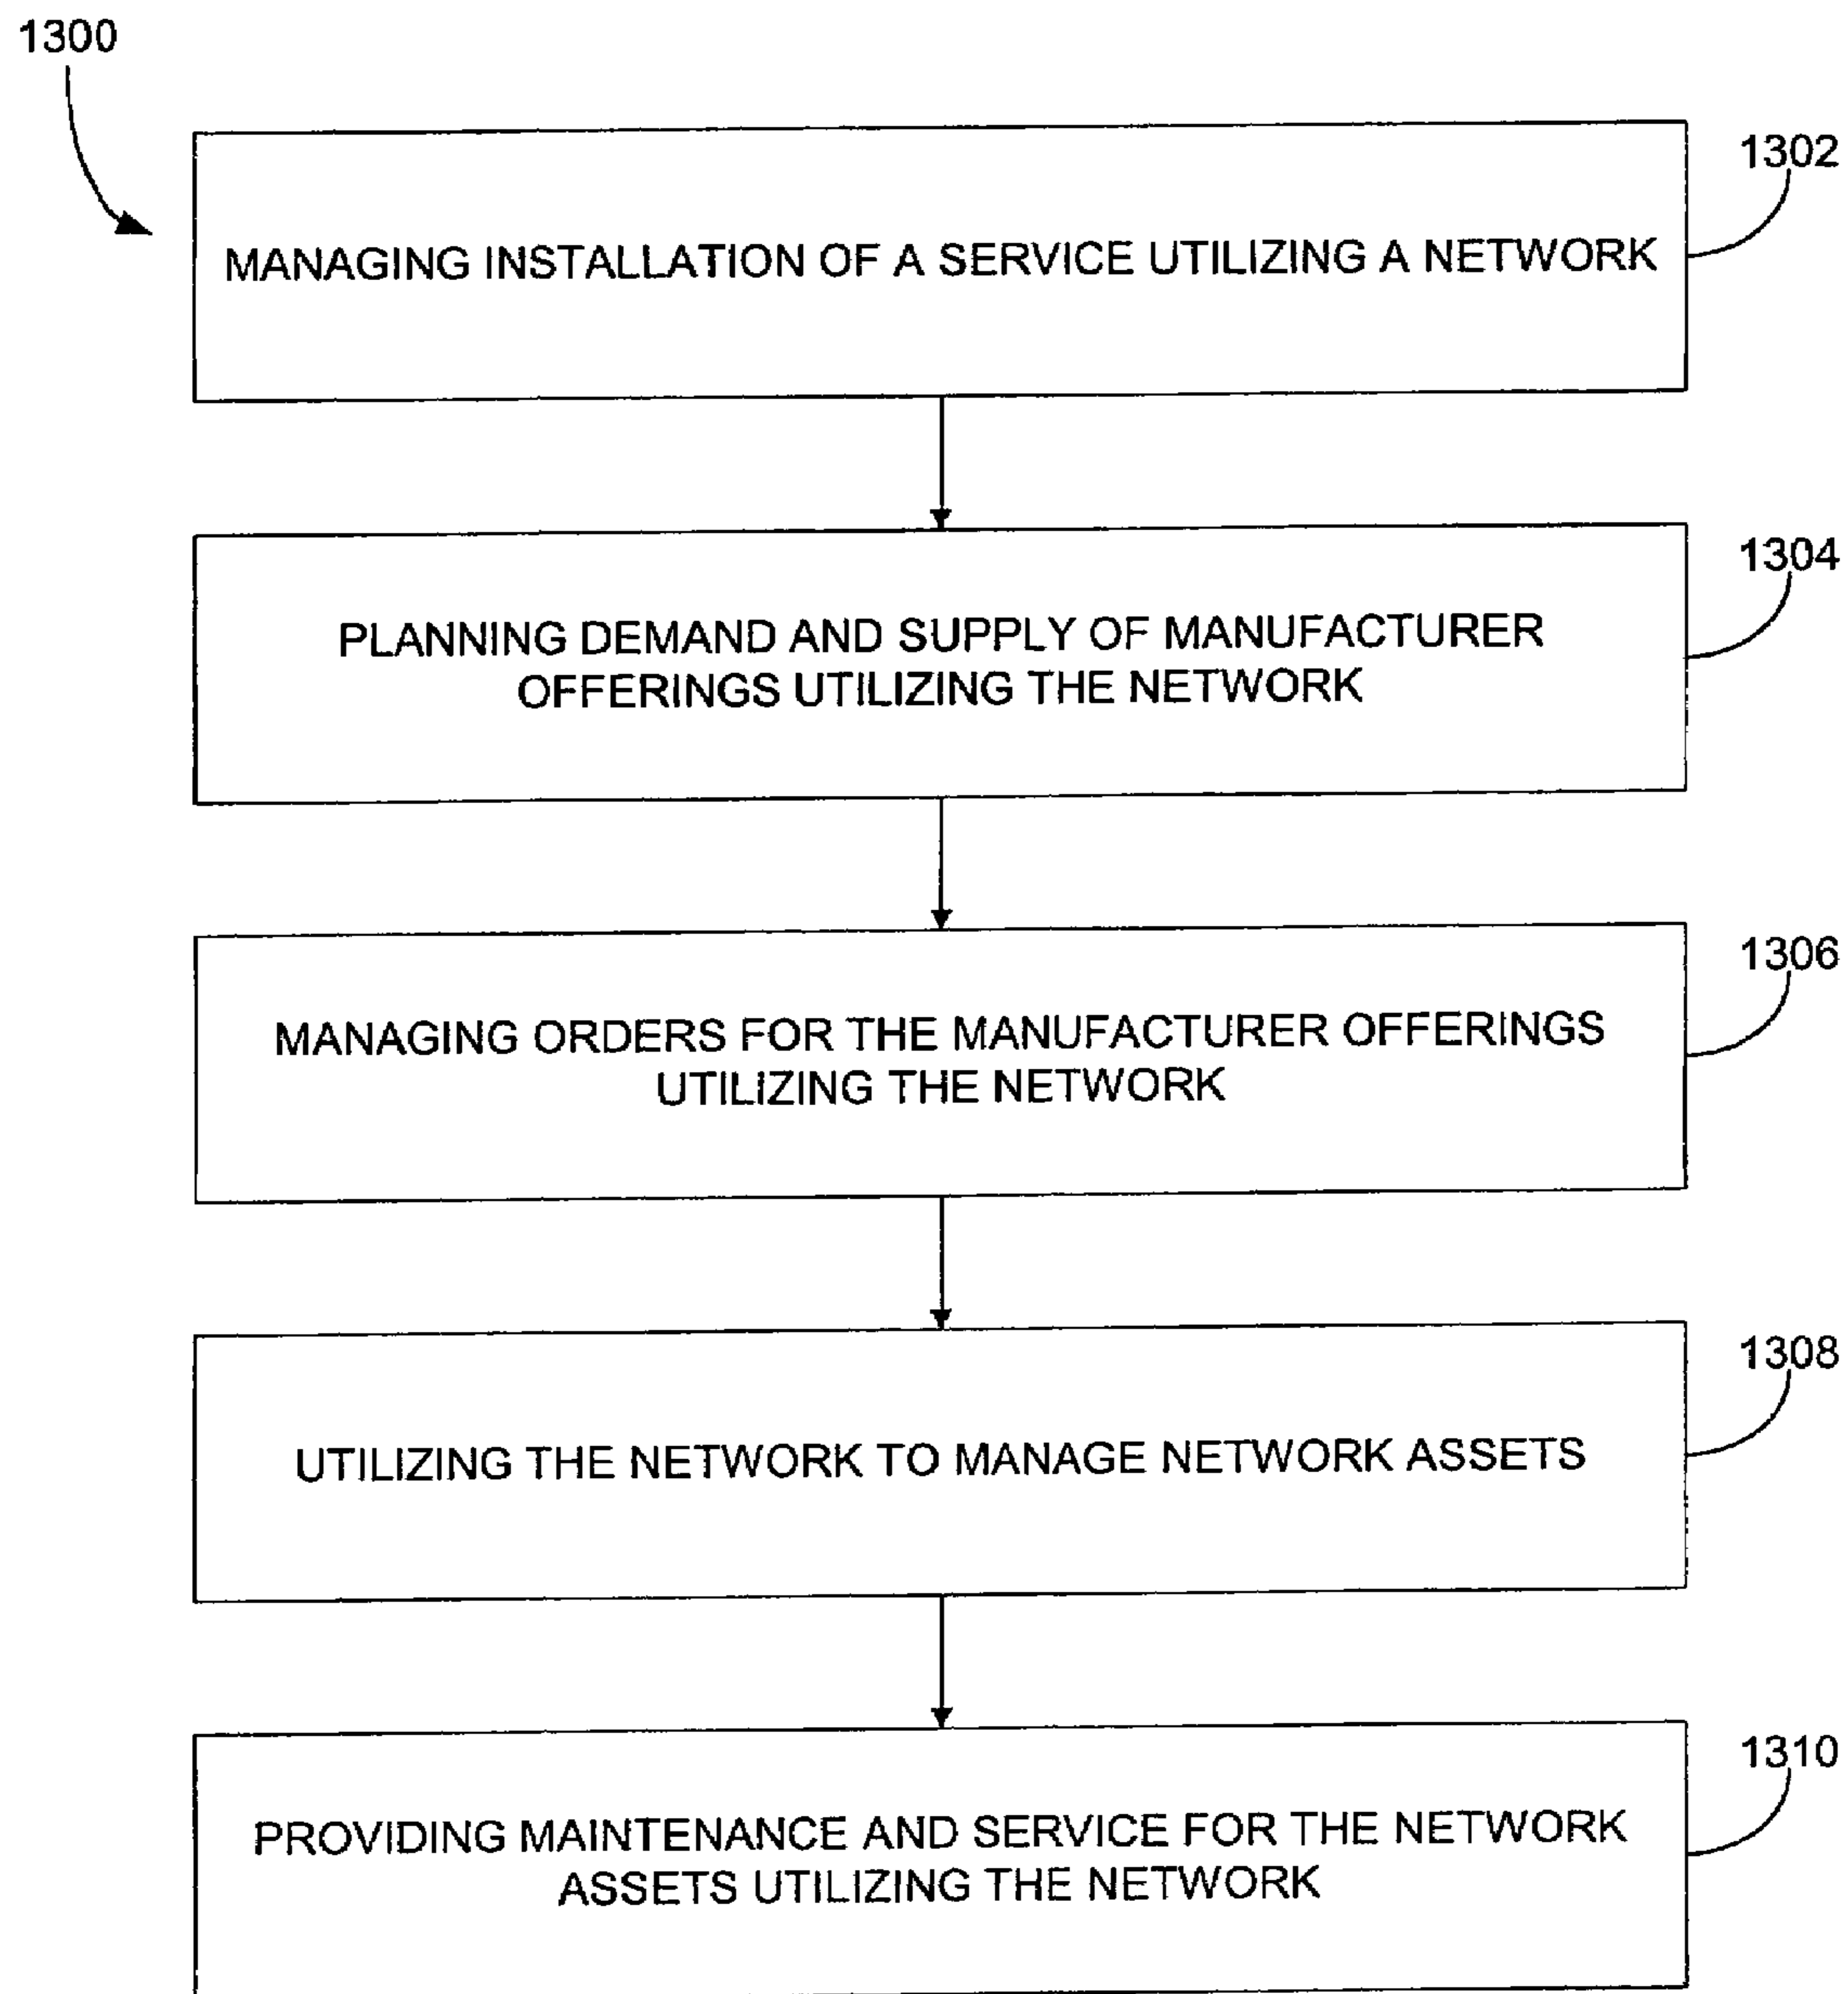 1300
1302
MANAGING INSTALLATION OF A SERVICE UTILIZING A NETWORK
1304
PLANNING DEMAND AND SUPPLY OF MANUFACTURER
OFFERINGS UTILIZING THE NETWORK
1306
MANAGING ORDERS FOR THE MANUFACTURER OFFERINGS
UTILIZING THE NETWORK
1308
UTILIZING THE NETWORK TO MANAGE NETWORK ASSETS
1310
PROVIDING MAINTENANCE AND SERVICE FOR THE NETWORK
ASSETS UTILIZING THE NETWORK